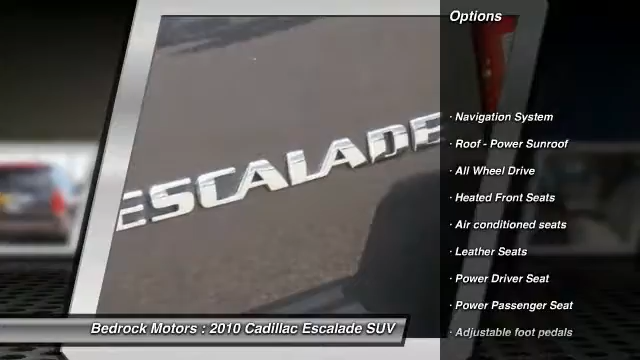 Options
ESCALADE
· Navigation System
· Roof - Power Sunroof
· All Wheel Drive
· Heated Front Seats
· Air conditioned seats
· Leather Seats
· Power Driver Seat
· Power Passenger Seat
· Adjustable foot pedals
Bedrock Motors : 2010 Cadillac Escalade SUV